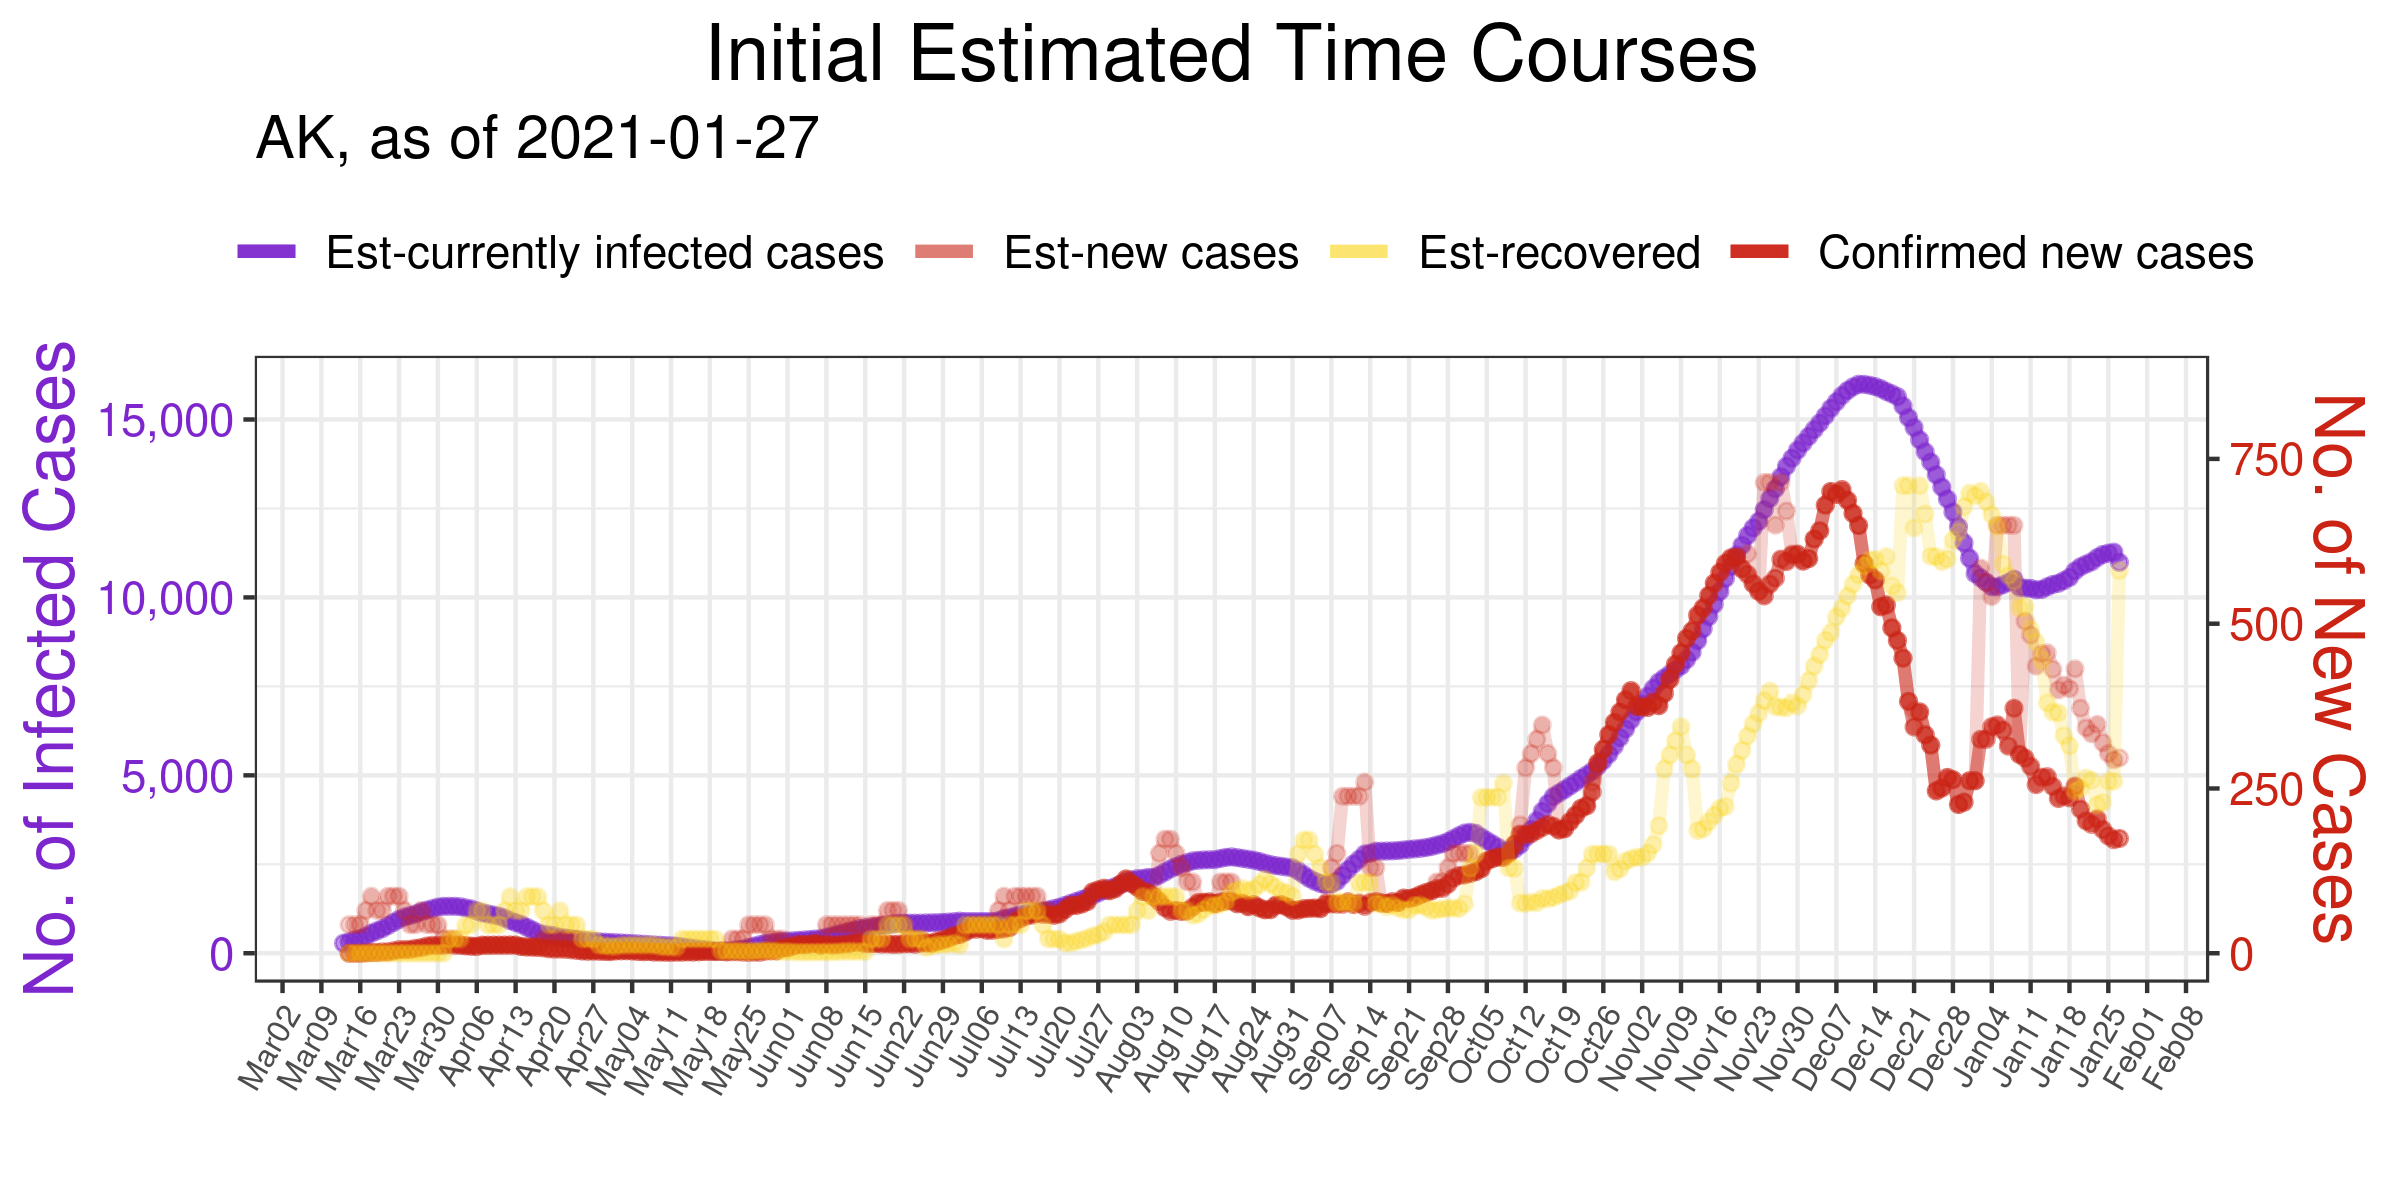 Initial Estimated Time Courses
AK, as of 2021-01-27
Est-currently infected cases
Est-new cases
Est-recovered
Confirmed new cases
No. of Infected Cases
15,000
10,000
5,000
0
750
500
250
0
No. of New Cases
Mar02
Mar09
Mar16
Mar23
Mar30
Apr06
Apr13
Apr20
Apr27
May04
May11
May18
May25
Jun01
Jun08
Jun15
Jun22
Jun29
Jul06
Jul13
Jul20
Jul27
Aug03
Aug10
Aug17
Aug24
Aug31
Sep07
Sep14
Sep21
Sep28
Oct05
Oct12
Oct19
Oct26
Nov02
Nov09
Nov16
Nov23
Nov30
Dec07
Dec14
Dec21
Dec28
Jan04
Jan11
Jan18
Jan25
Feb01
Feb08